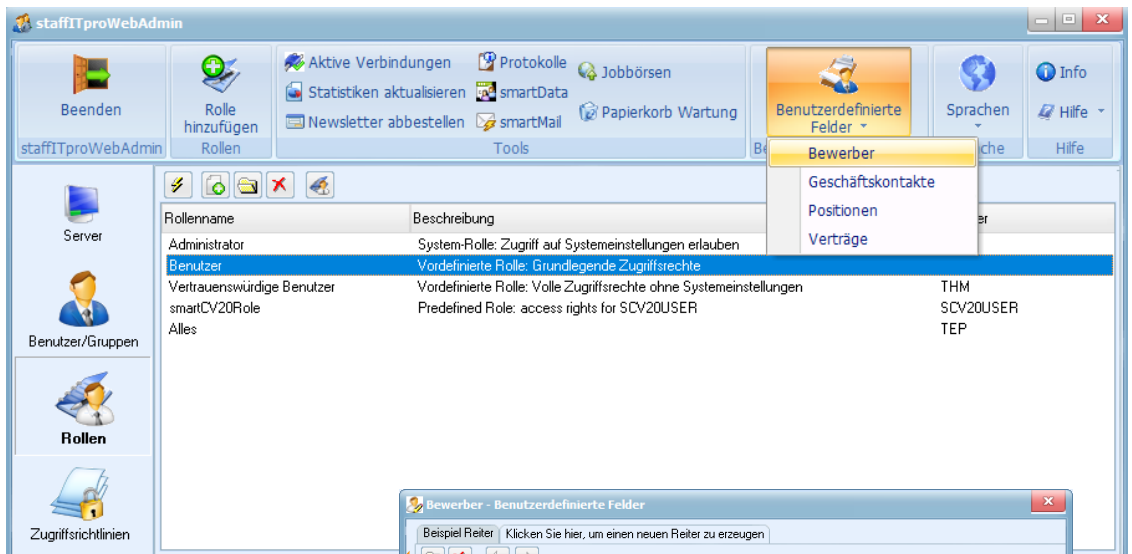 staffITproWebAdmin
Aktive Verbindungen Protokolle Jobbörsen
Statistiken aktualisieren smartData
Newsletter abbestellen smartMail Papierkorb Wartung
Beenden
Rolle
hinzufügen
Benutzerdefinierte
Felder
Sprachen
Info
Hilfe
staffITproWebAdmin Rollen Tools Be che Hilfe
Bewerber
Geschäftskontakte
Positionen
Verträge
Server
Benutzer/Gruppen
Rollen
Zugriffsrichtlinien
Rollenname Beschreibung er
Administrator System-Rolle: Zugriff auf Systemeinstellungen erlauben
Benutzer Vordefinierte Rolle: Grundlegende Zugriffsrechte
Vertrauenswürdige Benutzer Vordefinierte Rolle: Volle Zugriffsrechte ohne Systemeinstellungen THM
smartCV20Role Predefined Role: access rights for SCV20USER SCV20USER
Alles TEP
Bewerber - Benutzerdefinierte Felder
Beispiel Reiter Klicken Sie hier, um einen neuen Reiter zu erzeugen